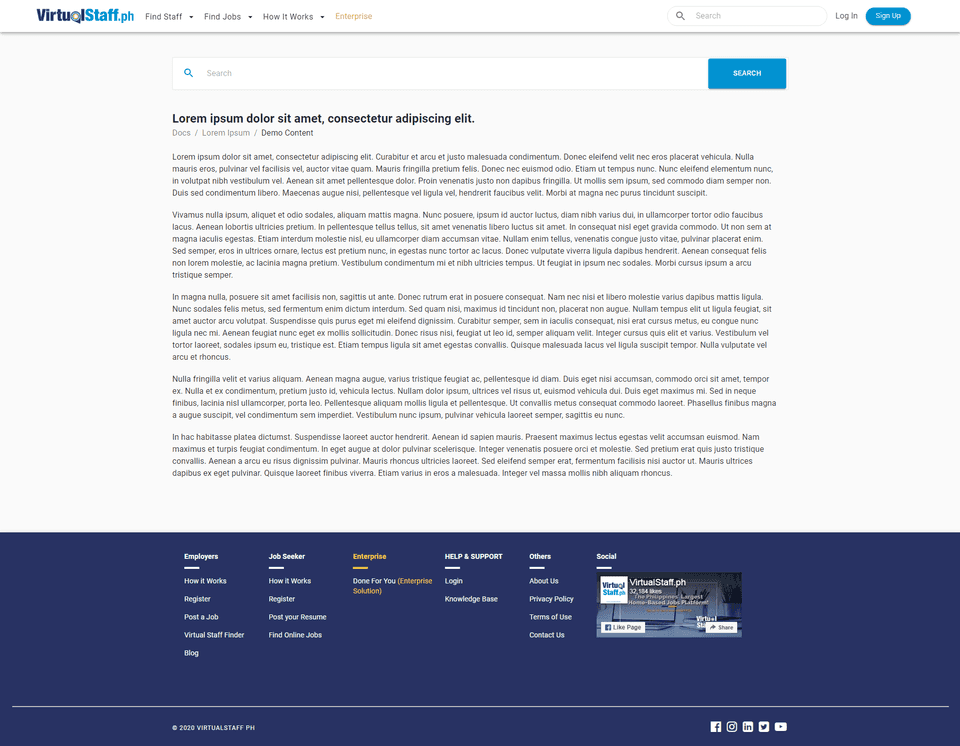 VirtualStaff.ph Find Staff Find Jobs How It Works Enterprise Search Log In Sign Up
Search SEARCH
Lorem ipsum dolor sit amet, consectetur adipiscing elit.
Docs / Lorem Ipsum / Demo Content
Lorem ipsum dolor sit amet, consectetur adipiscing elit. Curabitur et arcu et justo malesuada condimentum. Donec eleifend velit nec eros placerat vehicula. Nulla
mauris eros, pulvinar vel facilisis vel, auctor vitae quam. Mauris fringilla pretium felis. Donec nec euismod odio. Etiam ut tempus nunc. Nunc eleifend elementum nunc,
in volutpat nibh vestibulum vel. Aenean sit amet pellentesque dolor. Proin venenatis justo non dapibus fringilla. Ut mollis sem ipsum, sed commodo diam semper non.
Duis sed condimentum libero. Maecenas augue nisi, pellentesque vel ligula vel, hendrerit faucibus velit. Morbi at magna nec purus tincidunt suscipit.
Vivamus nulla ipsum, aliquet et odio sodales, aliquam mattis magna. Nunc posuere, ipsum id auctor luctus, diam nibh varius dui, in ullamcorper tortor odio faucibus
lacus. Aenean lobortis ultricies pretium. In pellentesque tellus tellus, sit amet venenatis libero luctus sit amet. In consequat nisl eget gravida commodo. Ut non sem at
magna iaculis egestas. Etiam interdum molestie nisl, eu ullamcorper diam accumsan vitae. Nullam enim tellus, venenatis congue justo vitae, pulvinar placerat enim.
Sed semper, eros in ultrices ornare, lectus est pretium nunc, in egestas nunc tortor ac lacus. Donec vulputate viverra ligula dapibus hendrerit. Aenean consequat felis
non lorem molestie, ac lacinia magna pretium. Vestibulum condimentum mi et nibh ultricies tempus. Ut feugiat in ipsum nec sodales. Morbi cursus ipsum a arcu
tristique semper.
In magna nulla, posuere sit amet facilisis non, sagittis ut ante. Donec rutrum erat in posuere consequat. Nam nec nisi et libero molestie varius dapibus mattis ligula.
Nunc sodales felis metus, sed fermentum enim dictum interdum. Sed quam nisi, maximus id tincidunt non, placerat non augue. Nullam tempus elit ut ligula feugiat, sit
amet auctor arcu volutpat. Suspendisse quis purus eget mi eleifend dignissim. Curabitur semper, sem in iaculis consequat, nisi erat cursus metus, eu congue nunc
ligula nec mi. Aenean feugiat nunc eget ex mollis sollicitudin. Donec risus nisi, feugiat ut leo id, semper aliquam velit. Integer cursus quis elit et varius. Vestibulum vel
tortor laoreet, sodales ipsum eu, tristique est. Etiam tempus ligula sit amet egestas convallis. Quisque malesuada lacus vel ligula suscipit tempor. Nulla vulputate vel
arcu et rhoncus.
Nulla fringilla velit et varius aliquam. Aenean magna augue, varius tristique feugiat ac, pellentesque id diam. Duis eget nisi accumsan, commodo orci sit amet, tempor
ex. Nulla et ex condimentum, pretium justo id, vehicula lectus. Nullam dolor ipsum, ultrices vel risus ut, euismod vehicula dui. Duis eget maximus mi. Sed in neque
finibus, lacinia nisl ullamcorper, porta leo. Pellentesque aliquam mollis ligula et pellentesque. Ut convallis metus consequat commodo laoreet. Phasellus finibus magna
a augue suscipit, vel condimentum sem imperdiet. Vestibulum nunc ipsum, pulvinar vehicula laoreet semper, sagittis eu nunc.
In hac habitasse platea dictumst. Suspendisse laoreet auctor hendrerit. Aenean id sapien mauris. Praesent maximus lectus egestas velit accumsan euismod. Nam
maximus et turpis feugiat condimentum. In eget augue at dolor pulvinar scelerisque. Integer venenatis posuere orci et molestie. Sed pretium erat quis justo tristique
convallis. Aenean a arcu eu risus dignissim pulvinar. Mauris rhoncus ultricies laoreet. Sed eleifend semper erat, fermentum facilisis nisi auctor ut. Mauris ultrices
dapibus ex eget pulvinar. Quisque laoreet finibus viverra. Etiam varius in eros a malesuada. Integer vel massa mollis nibh aliquam rhoncus.
Employers
How it Works
Register
Post a Job
Virtual Staff Finder
Blog
Job Seeker
How It Works
Register
Post your Resume
Find Online Jobs
Enterprise
Done For You (Enterprise
Solution)
HELP & SUPPORT
Login
Knowledge Base
Others
About Us
Privacy Policy
Terms of Use
Contact Us
Social
VirtualStaff.ph
32,184 likes
The Philippines' Largest
Home-Based Jobs Platform!
Like Page
Share
© 2020 VIRTUALSTAFF PH